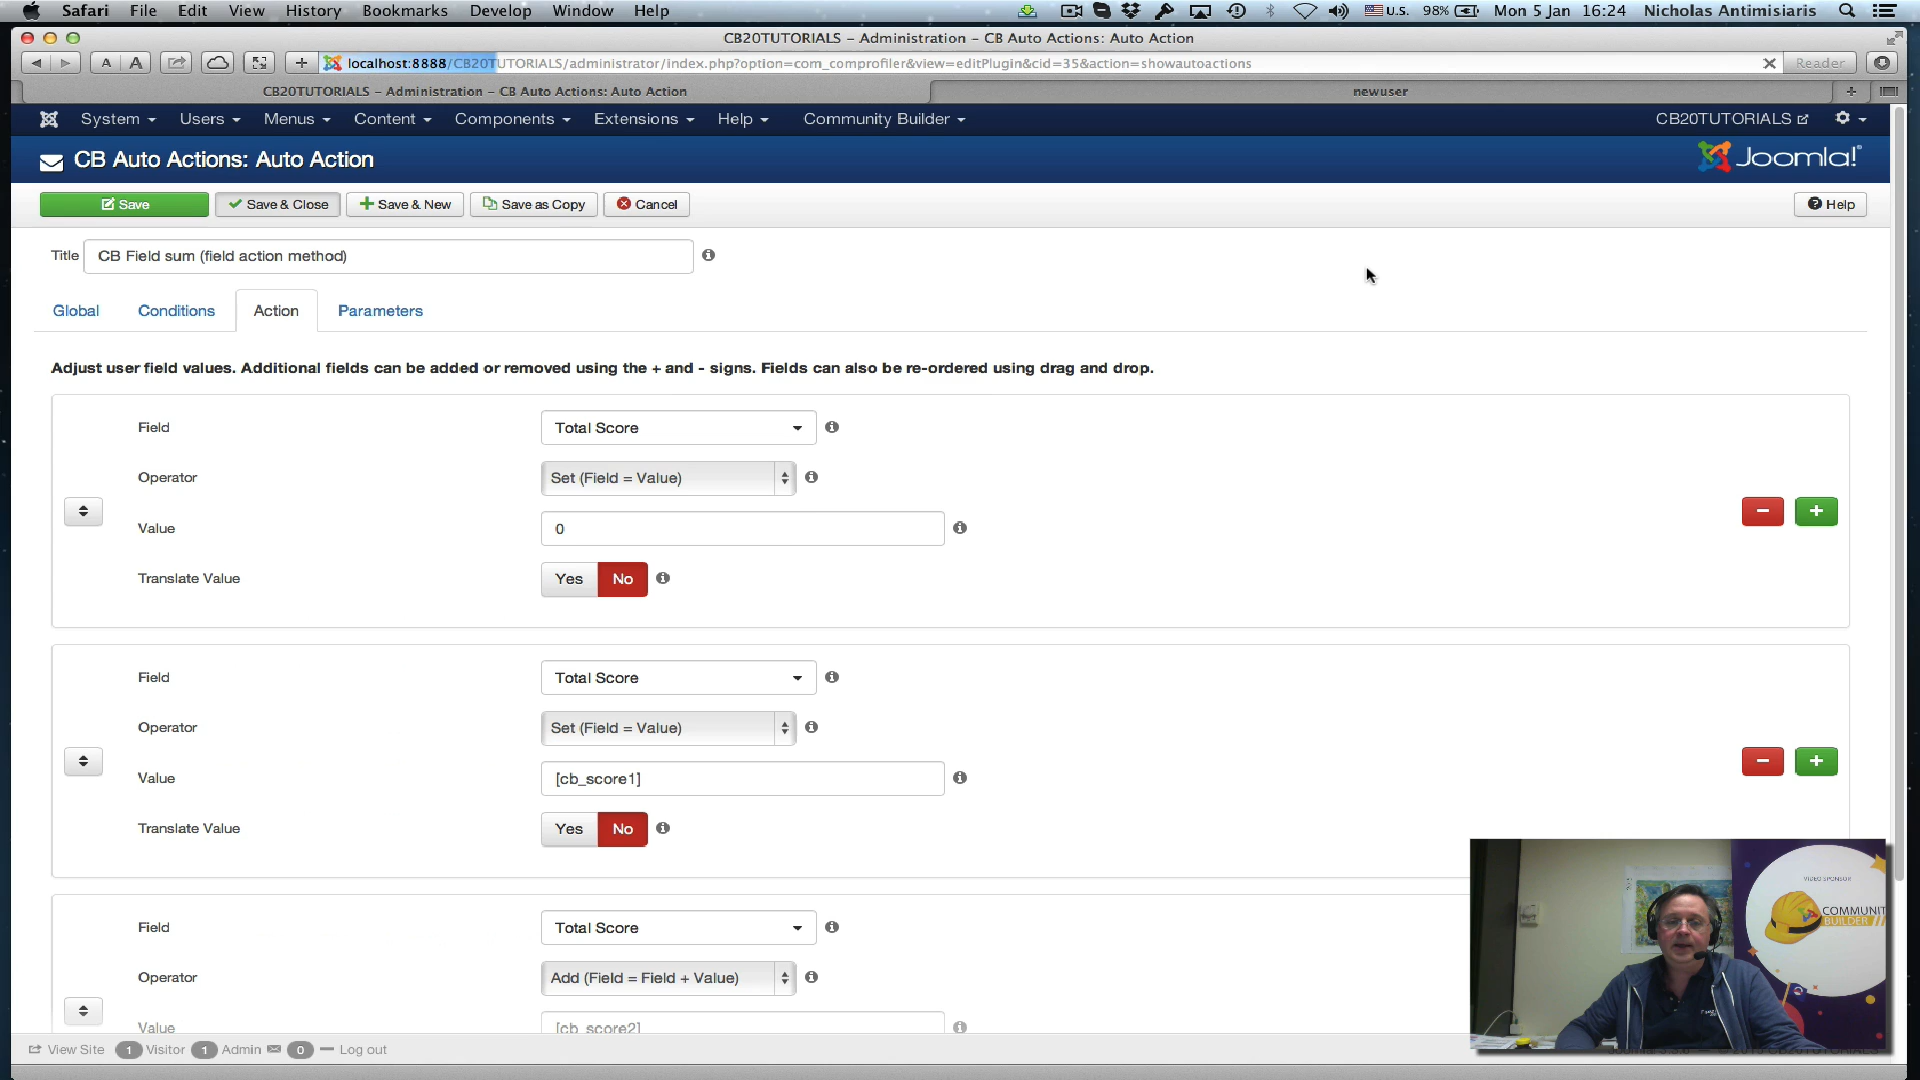 Safari File Edit View History Bookmarks Develop Window Help U.S. 98% Mon 5 Jan 16:24 Nicholas Antimisiaris
CB20TUTORIALS – Administration – CB Auto Actions: Auto Action
A A + localhost:8888/CB20TUTORIALS/administrator/index.php?option=com_comprofiler&view=editPlugin&cid=35&action=showautoactions Reader
CB20TUTORIALS – Administration – CB Auto Actions: Auto Action newuser +
System Users Menus Content Components Extensions Help Community Builder CB20TUTORIALS
CB Auto Actions: Auto Action Joomla!
Save Save & Close Save & New Save as Copy Cancel Help
Title CB Field sum (field action method)
Global Conditions Action Parameters
Adjust user field values. Additional fields can be added or removed using the + and - signs. Fields can also be re-ordered using drag and drop.
Field Total Score
Operator Set (Field = Value)
Value 0
Translate Value Yes No
Field Total Score
Operator Set (Field = Value)
Value [cb_score1]
Translate Value Yes No
VIDEO SPONSOR
COMMUNIT
BUILDER
Field Total Score
Operator Add (Field = Field + Value)
Value [cb_score2]
View Site 1 Visitor 1 Admin 0 Log out